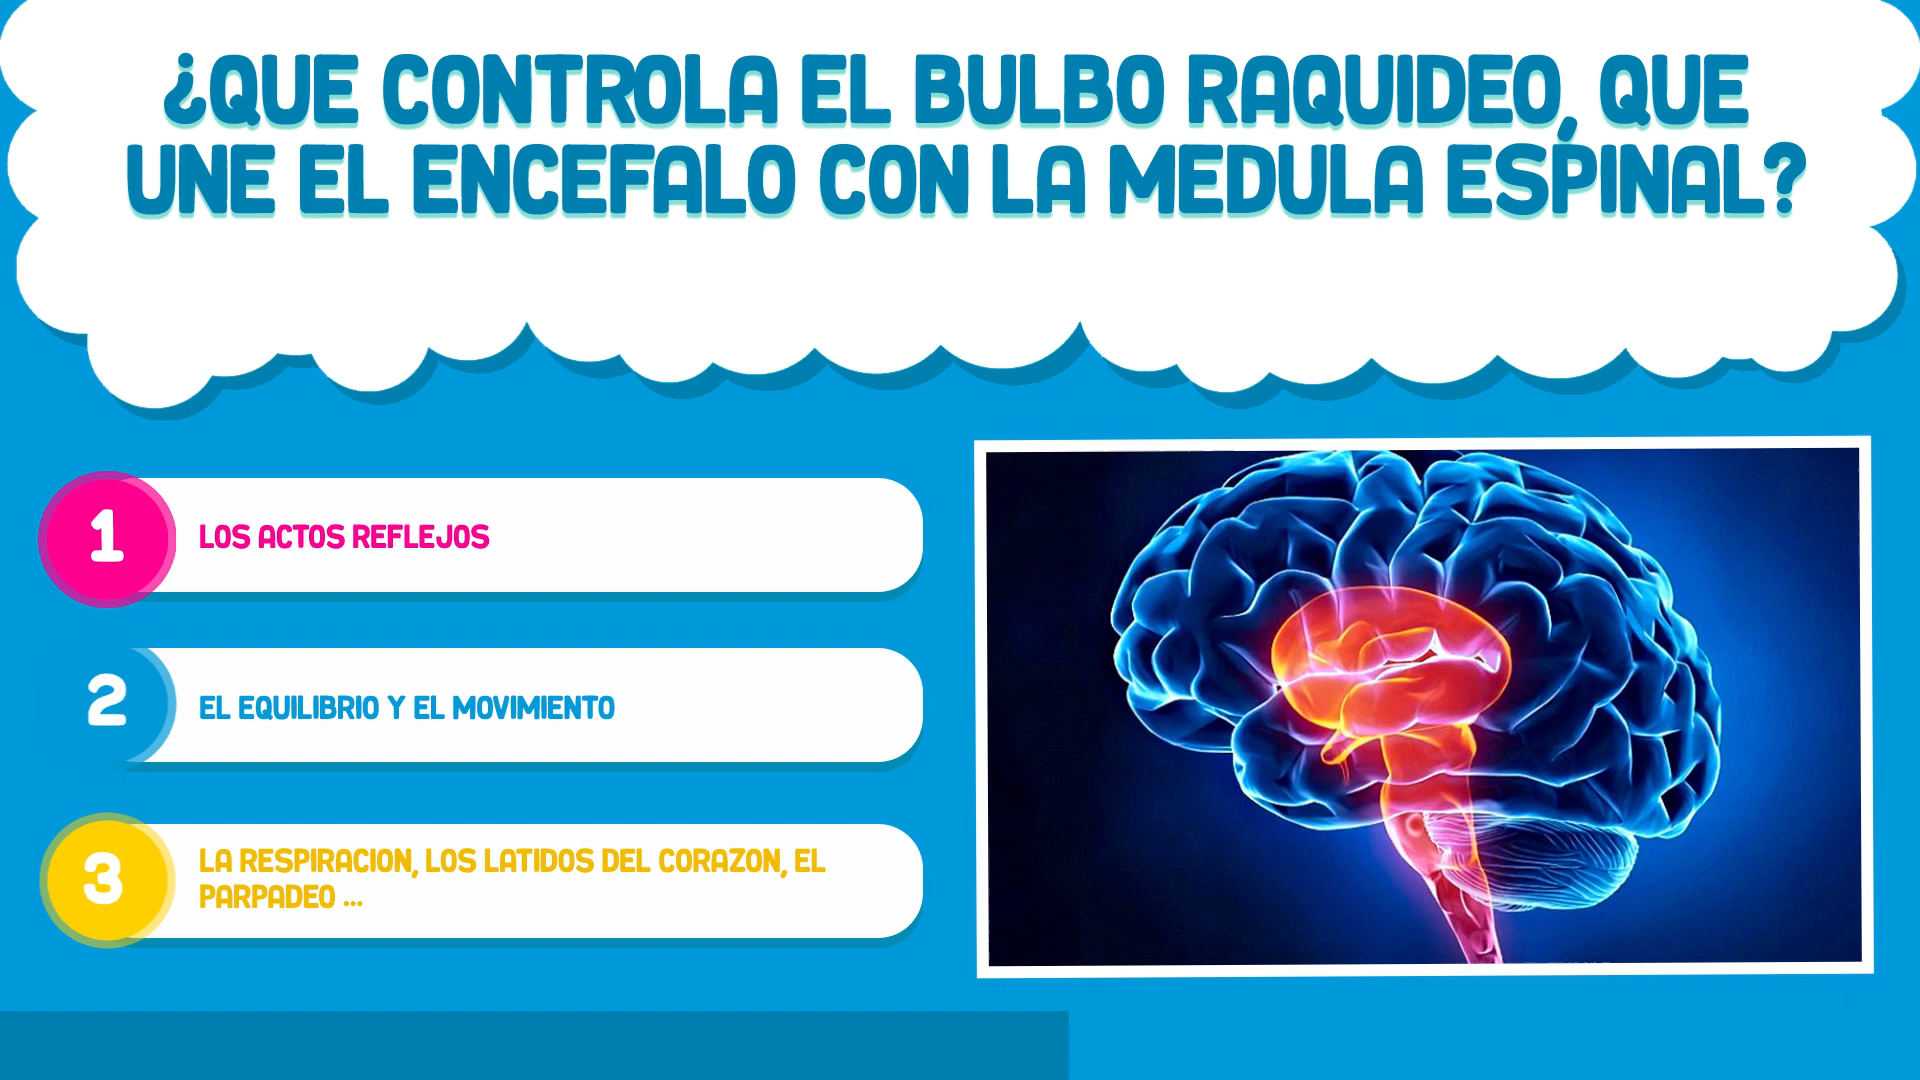 ¿QUE CONTROLA EL BULBO RAQUIDEO, QUE
UNE EL ENCEFALO CON LA MEDULA ESPINAL?
1
LOS ACTOS REFLEJOS
2
EL EQUILIBRIO Y EL MOVIMIENTO
3
LA RESPIRACION, LOS LATIDOS DEL CORAZON, EL
PARPADEO ...